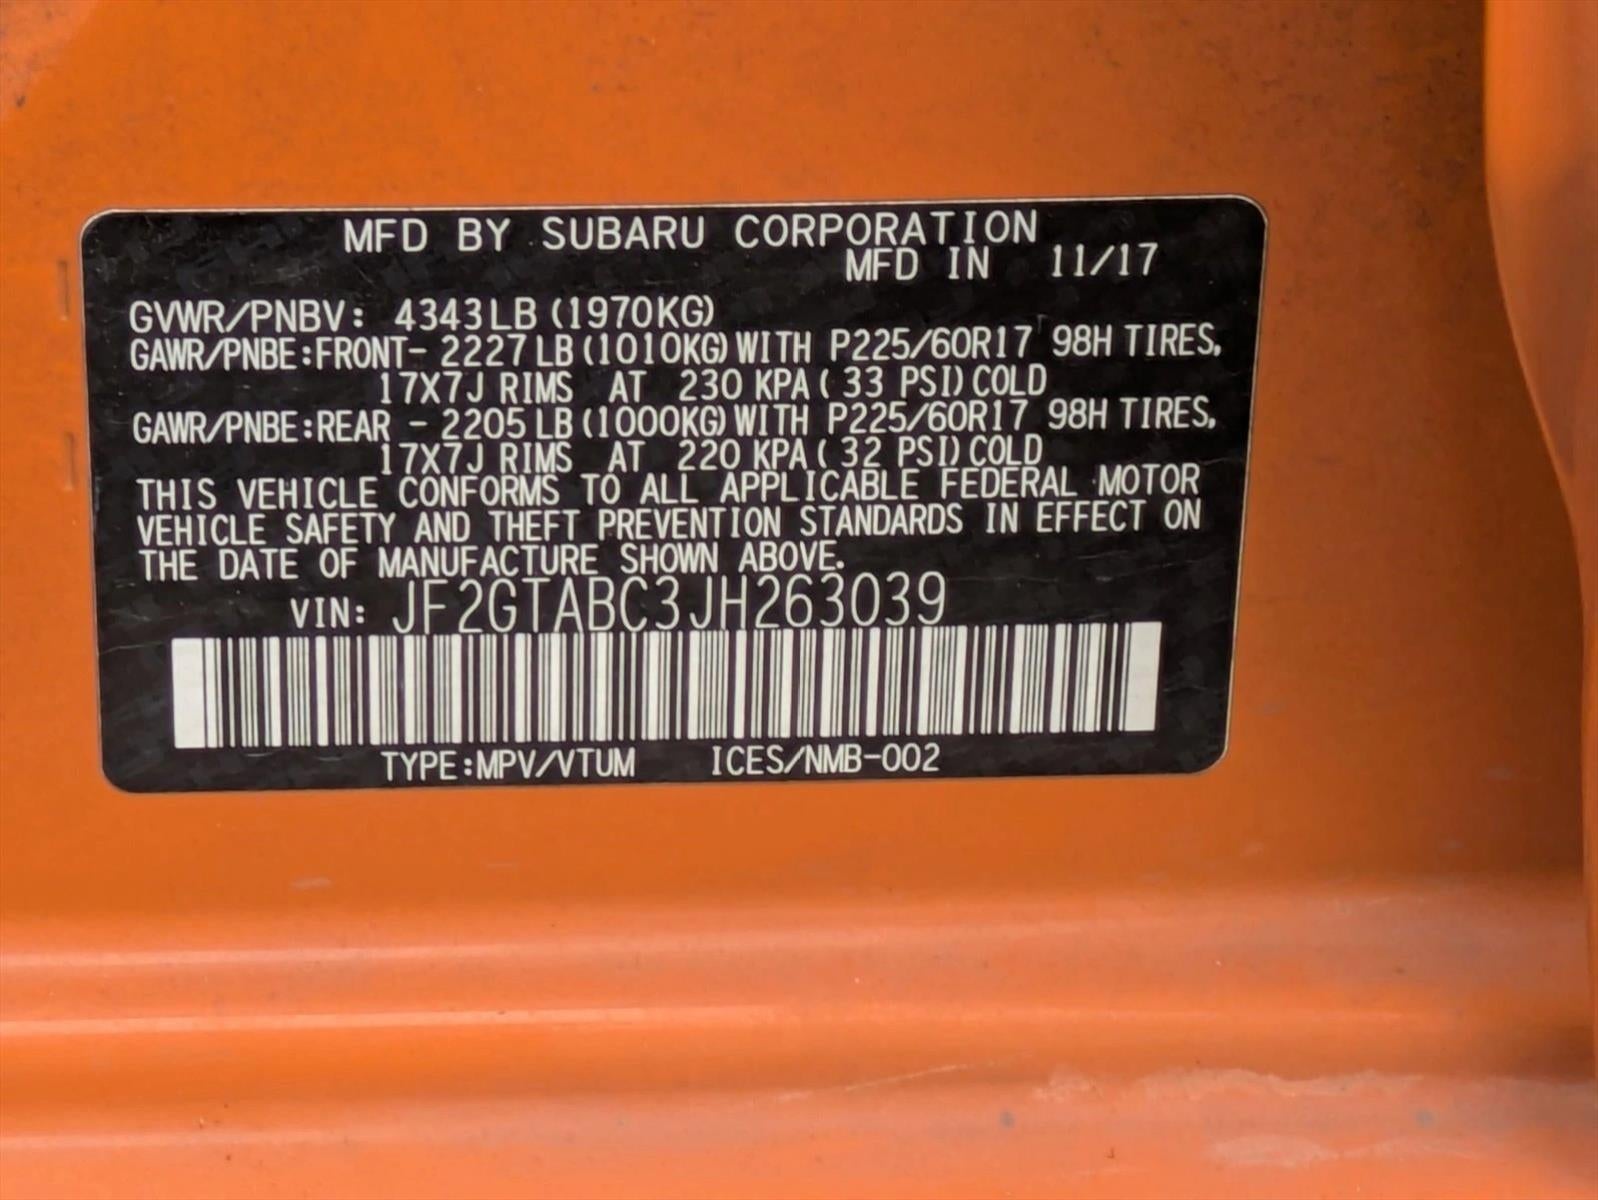 MFD BY SUBARU CORPORATION
MFD IN 11/17
GVWR/PNBV: 4343LB (1970KG)
GAWR/PNBE:FRONT- 2227LB (1010KG) WITH P225/60R17 98H TIRES,
17X7J RIMS AT 230 KPA ( 33 PSI) COLD
GAWR/PNBE:REAR - 2205LB (1000KG) WITH P225/60R17 98H TIRES,
17X7J RIMS AT 220 KPA ( 32 PSI) COLD
THIS VEHICLE CONFORMS TO ALL APPLICABLE FEDERAL MOTOR
VEHICLE SAFETY AND THEFT PREVENTION STANDARDS IN EFFECT ON
THE DATE OF MANUFACTURE SHOWN ABOVE.
VIN: JF2GTABC3JH263039
TYPE:MPV/VTUM ICES/NMB-002